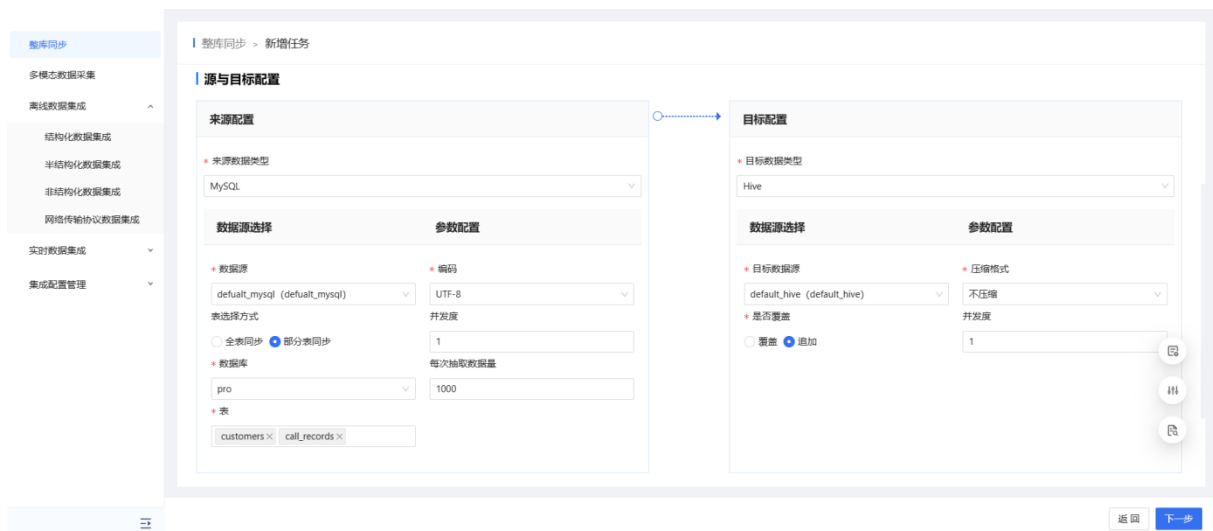 整库同步
多模态数据采集
离线数据集成
结构化数据集成
半结构化数据集成
非结构化数据集成
网络传输协议数据集成
实时数据集成
集成配置管理
整库同步 > 新增任务
源与目标配置
来源配置
* 来源数据类型
MySQL
数据源选择 参数配置
* 数据源 * 编码
defualt_mysql (defualt_mysql) UTF-8
表选择方式 并发度
全表同步 部分表同步 1
* 数据库 每次抽取数据量
pro 1000
* 表
customers × call_records ×
目标配置
* 目标数据类型
Hive
数据源选择 参数配置
* 目标数据源 * 压缩格式
default_hive (default_hive) 不压缩
* 是否覆盖 并发度
覆盖 追加 1
返回 下一步